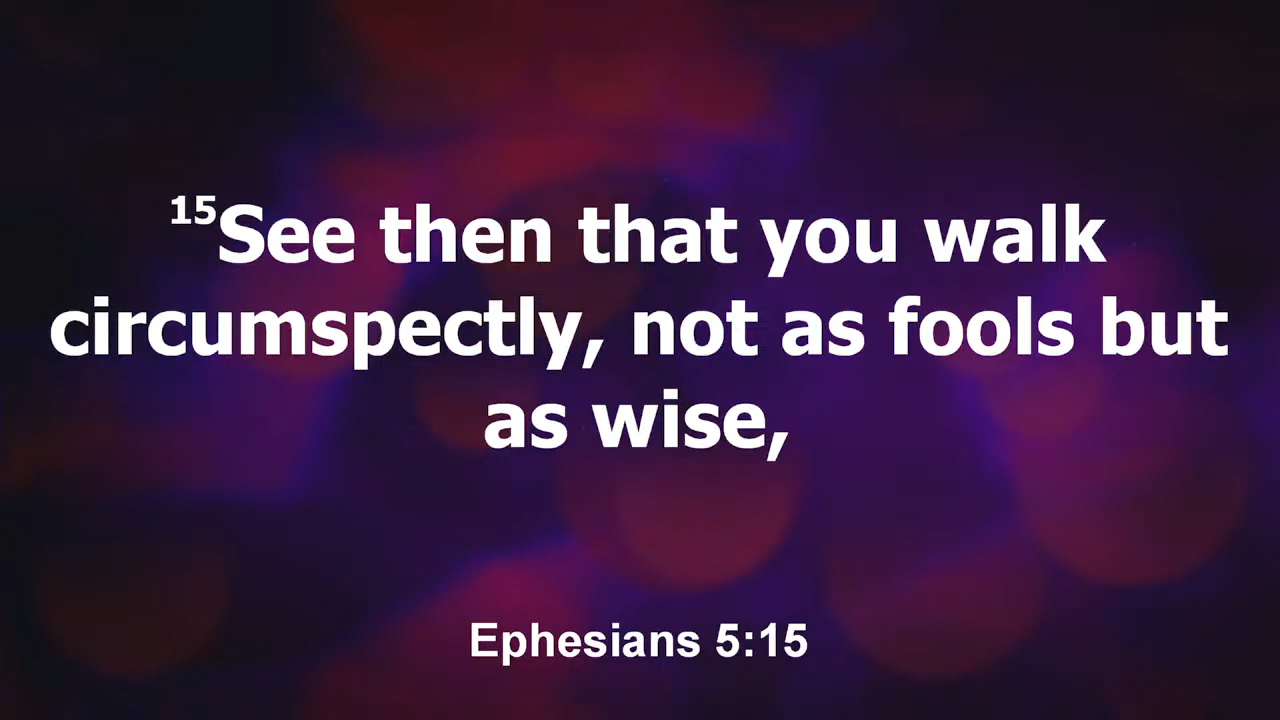 ¹⁵See then that you walk
circumspectly, not as fools but
as wise,
Ephesians 5:15